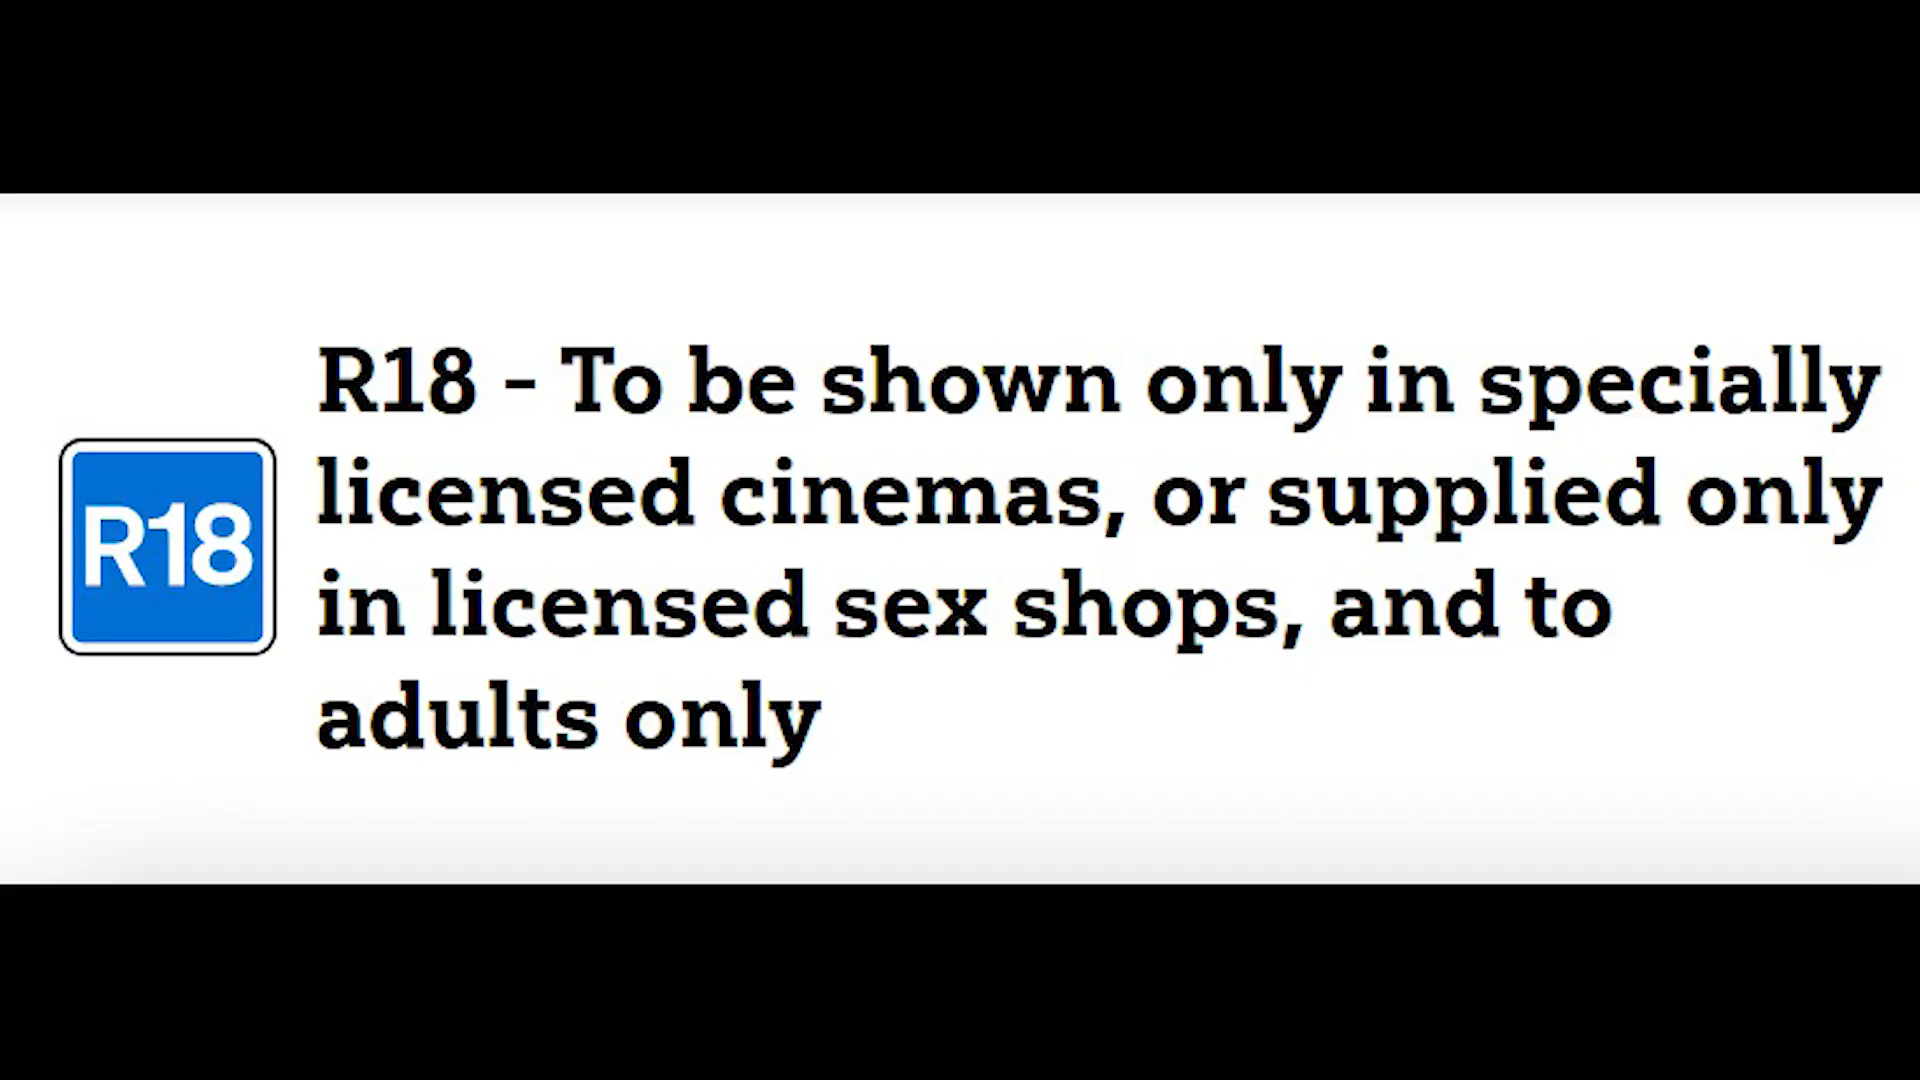 R18 - To be shown only in specially
licensed cinemas, or supplied only
R18
in licensed sex shops, and to
adults only